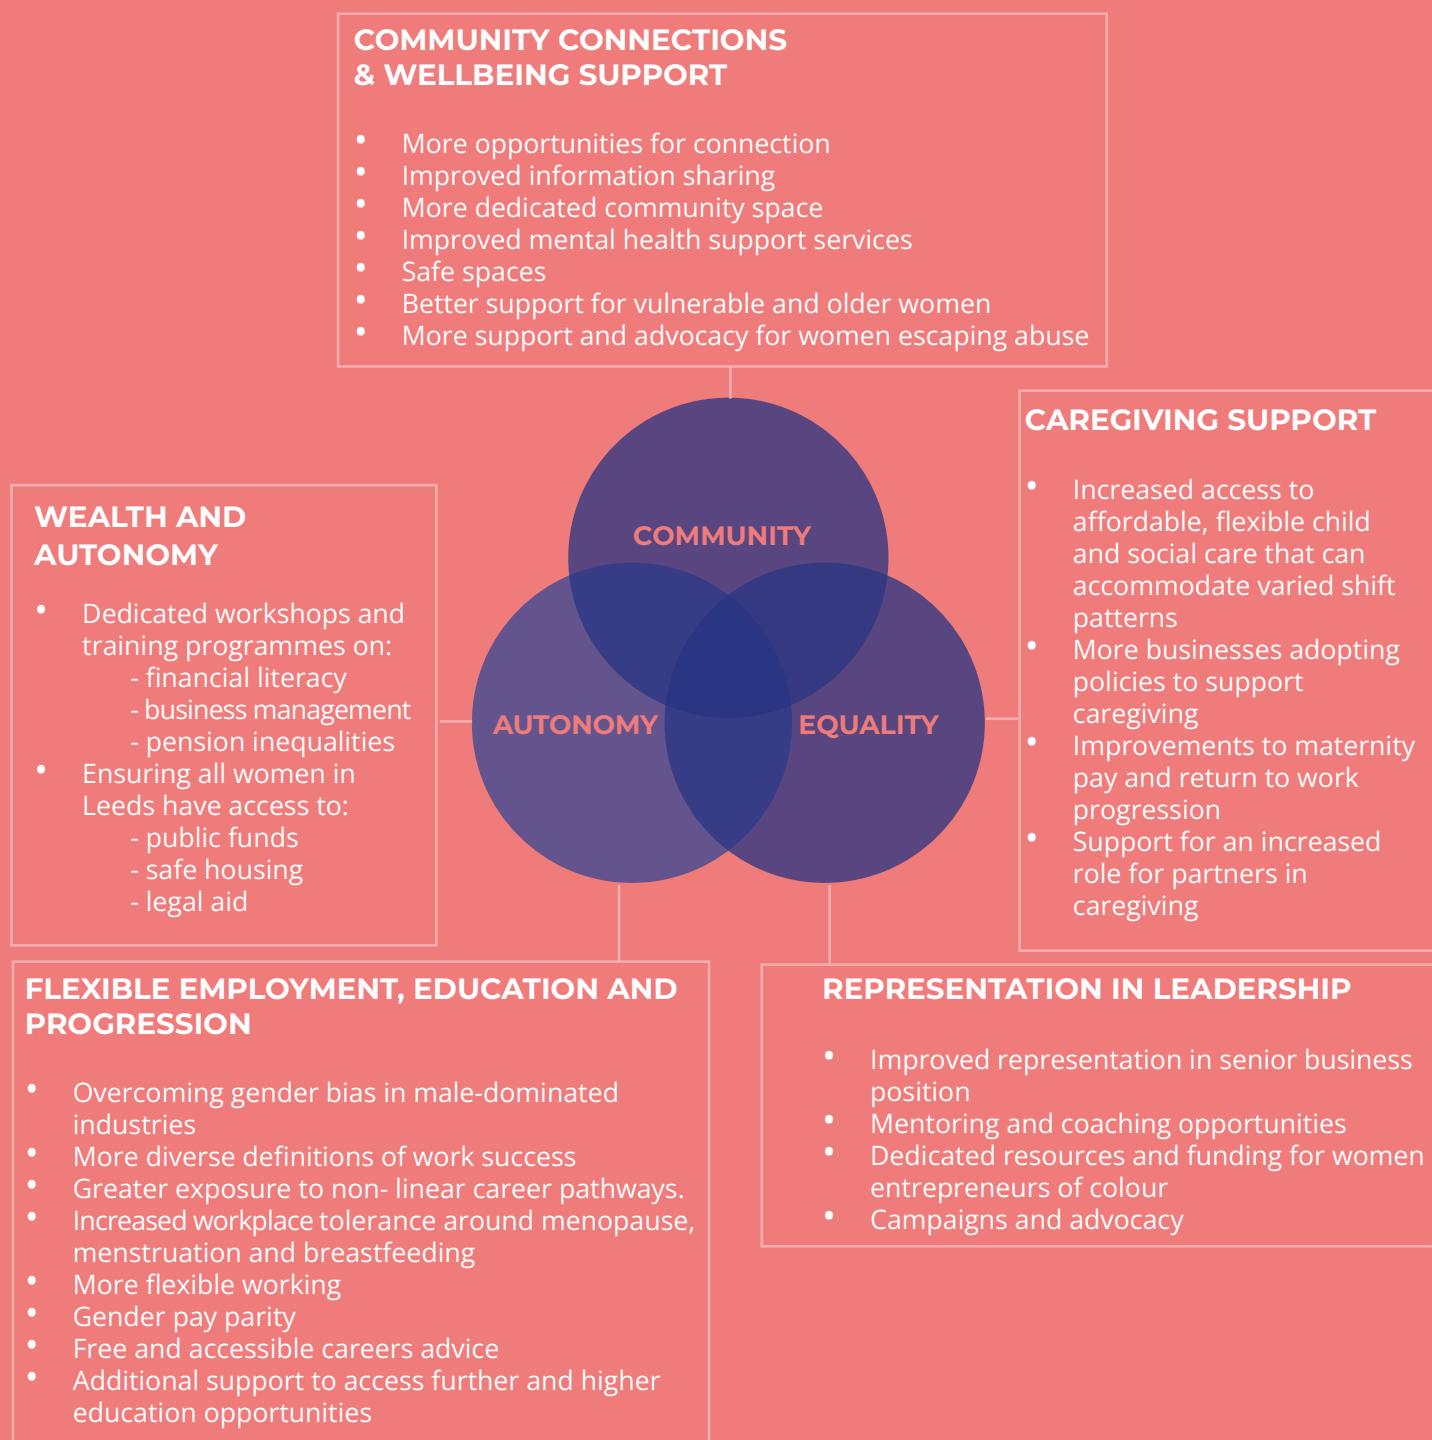 COMMUNITY CONNECTIONS
& WELLBEING SUPPORT
• More opportunities for connection
• Improved information sharing
• More dedicated community space
• Improved mental health support services
• Safe spaces
• Better support for vulnerable and older women
• More support and advocacy for women escaping abuse
CAREGIVING SUPPORT
• Increased access to
affordable, flexible child
and social care that can
accommodate varied shift
patterns
• More businesses adopting
policies to support
caregiving
• Improvements to maternity
pay and return to work
progression
• Support for an increased
role for partners in
caregiving
WEALTH AND
AUTONOMY
• Dedicated workshops and
training programmes on:
- financial literacy
- business management
- pension inequalities
• Ensuring all women in
Leeds have access to:
- public funds
- safe housing
- legal aid
COMMUNITY
AUTONOMY
EQUALITY
FLEXIBLE EMPLOYMENT, EDUCATION AND
PROGRESSION
• Overcoming gender bias in male-dominated
industries
• More diverse definitions of work success
• Greater exposure to non- linear career pathways.
• Increased workplace tolerance around menopause,
menstruation and breastfeeding
• More flexible working
• Gender pay parity
• Free and accessible careers advice
• Additional support to access further and higher
education opportunities
REPRESENTATION IN LEADERSHIP
• Improved representation in senior business
position
• Mentoring and coaching opportunities
• Dedicated resources and funding for women
entrepreneurs of colour
• Campaigns and advocacy